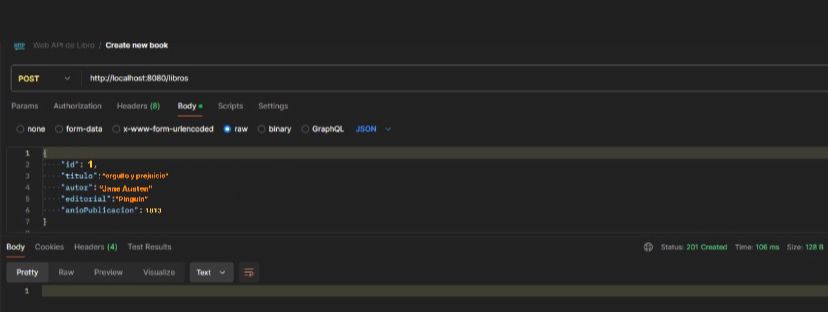 HTTP Web API de Libro / Create new book
POST http://localhost:8080/libros
Params Authorization Headers (8) Body Scripts Settings
none form-data x-www-form-urlencoded raw binary GraphQL JSON
1 {
2 "id": 1,
3 "titulo":"orgullo y prejuicio"
4 "autor": "Jane Austen"
5 "editorial":"Pinguin"
6 "anioPublicacion": 1813
7 }
Body Cookies Headers (4) Test Results Status: 201 Created Time: 106 ms Size: 128 B
Pretty Raw Preview Visualize Text
1